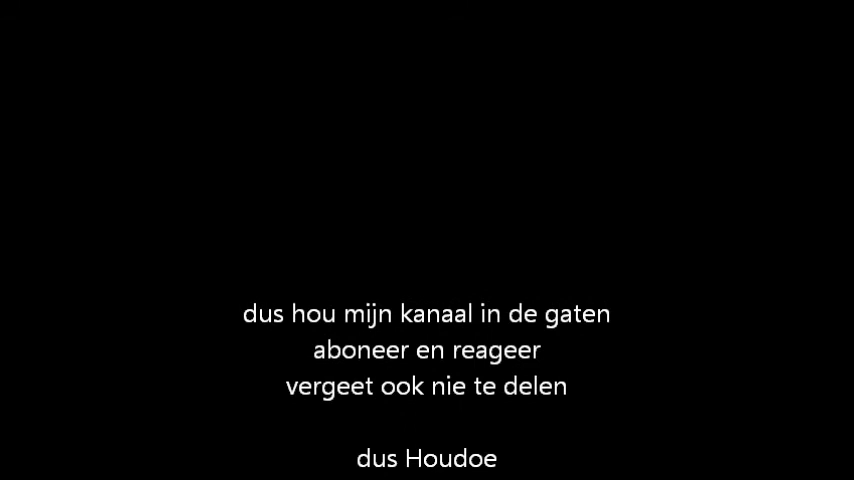 dus hou mijn kanaal in de gaten
aboneer en reageer
vergeet ook nie te delen
dus Houdoe